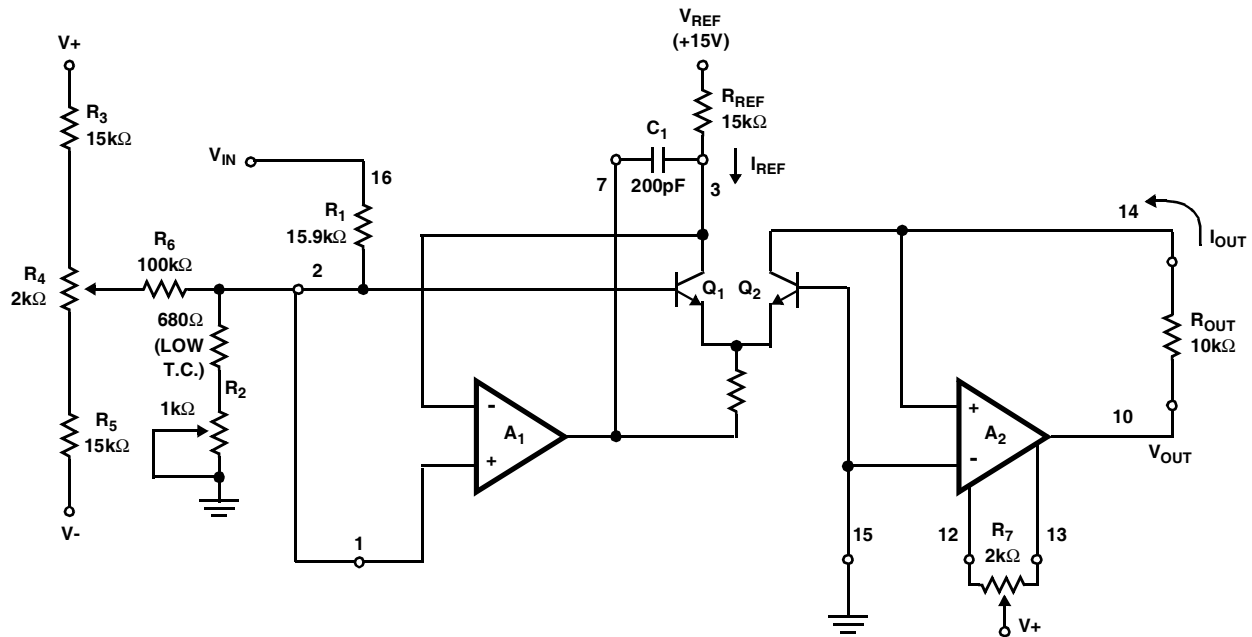 V+
R3
15kΩ
VIN
16
R1
15.9kΩ
R6
100kΩ
2
R4
2kΩ
680Ω
(LOW
T.C.)
R2
1kΩ
R5
15kΩ
V-
1
VREF
(+15V)
RREF
15kΩ
C1
200pF
7
3
IREF
Q1
Q2
-
A1
+
14
IOUT
ROUT
10kΩ
+
A2
-
10
VOUT
15
12
R7
2kΩ
13
V+